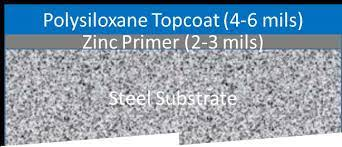 Polysiloxane Topcoat (4-6 mils)
Zinc Primer (2-3 mils)
Steel Substrate